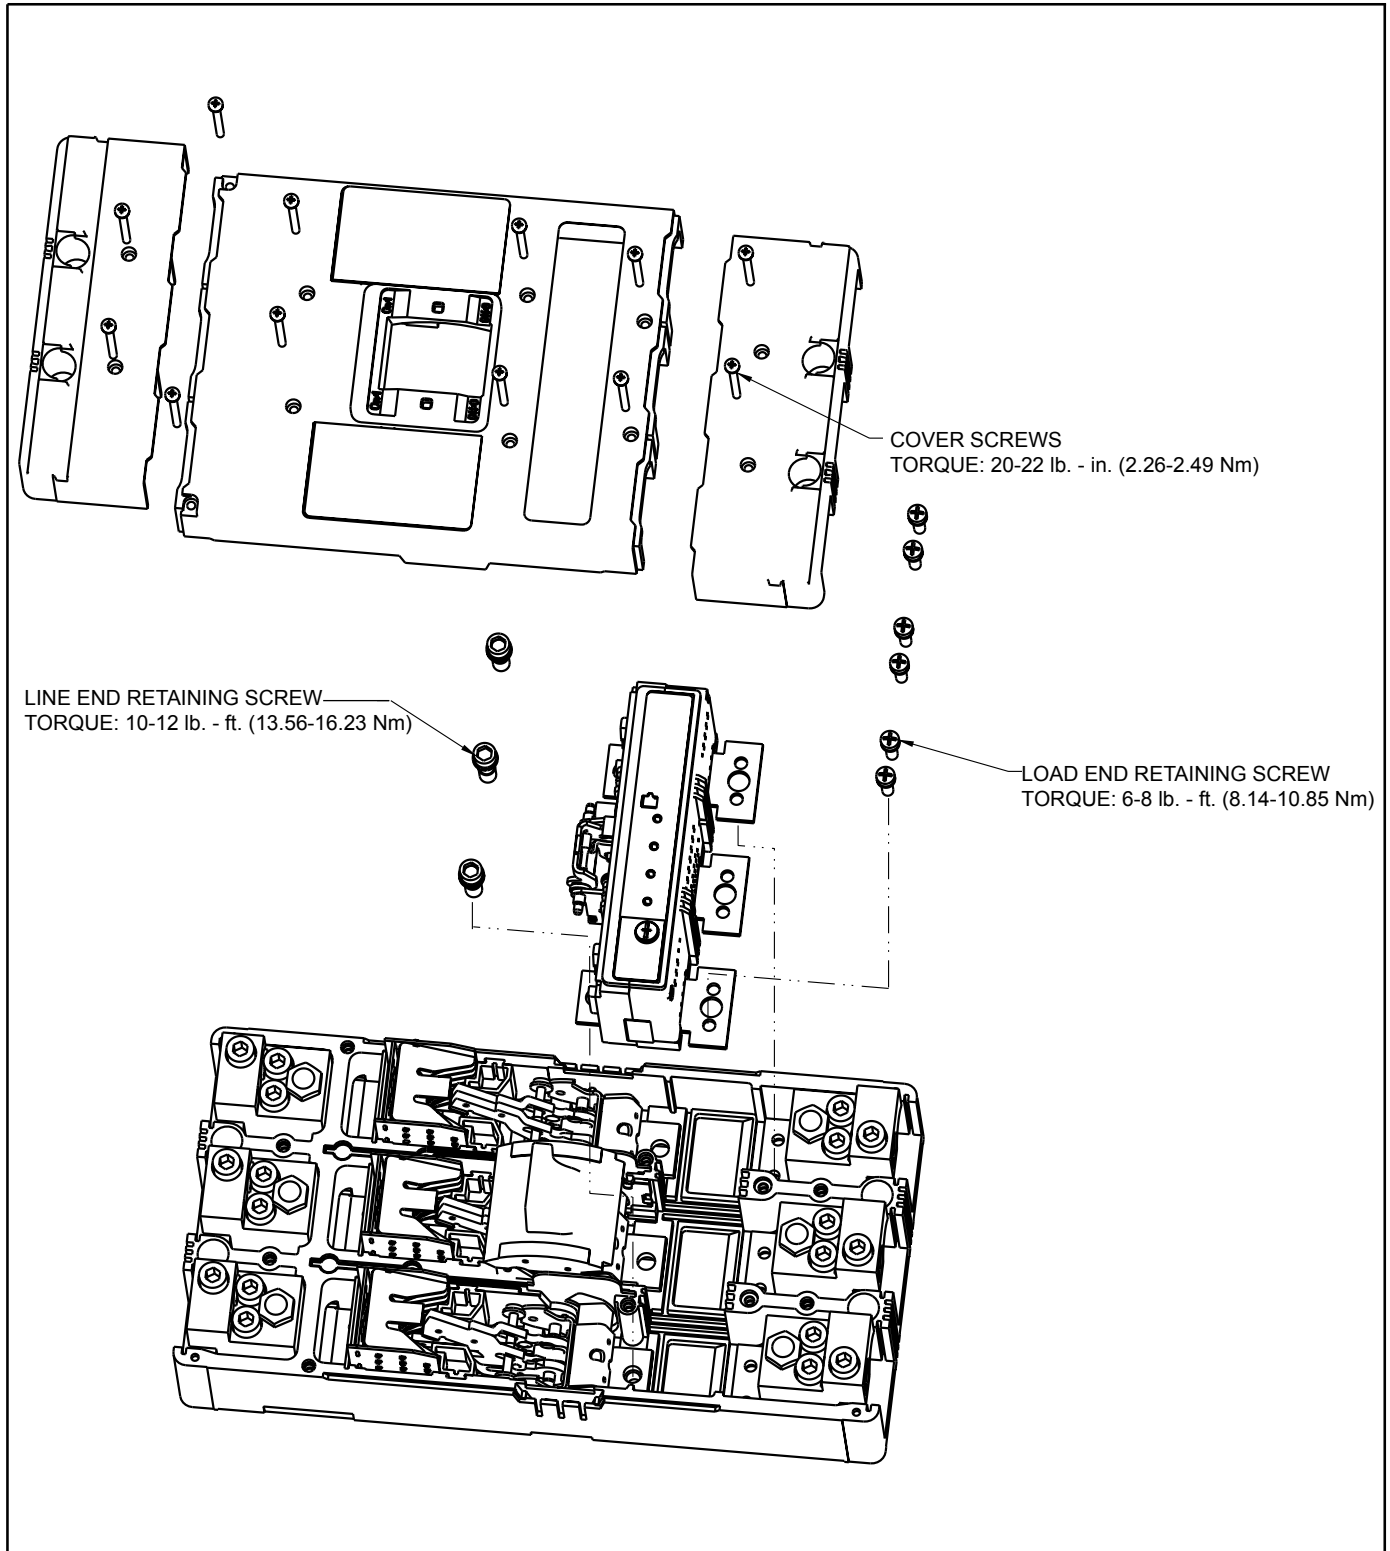 COVER SCREWS
TORQUE: 20-22 lb. - in. (2.26-2.49 Nm)
LINE END RETAINING SCREW
TORQUE: 10-12 lb. - ft. (13.56-16.23 Nm)
LOAD END RETAINING SCREW
TORQUE: 6-8 lb. - ft. (8.14-10.85 Nm)